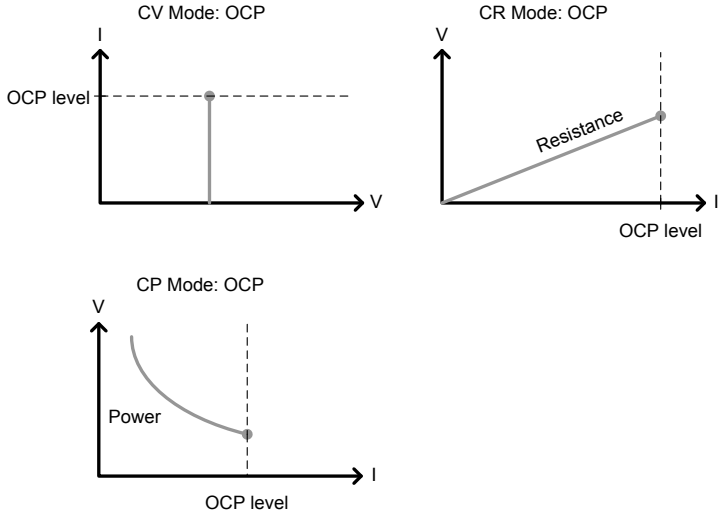 CV Mode: OCP
I
OCP level
V
CR Mode: OCP
V
Resistance
I
OCP level
CP Mode: OCP
V
Power
I
OCP level